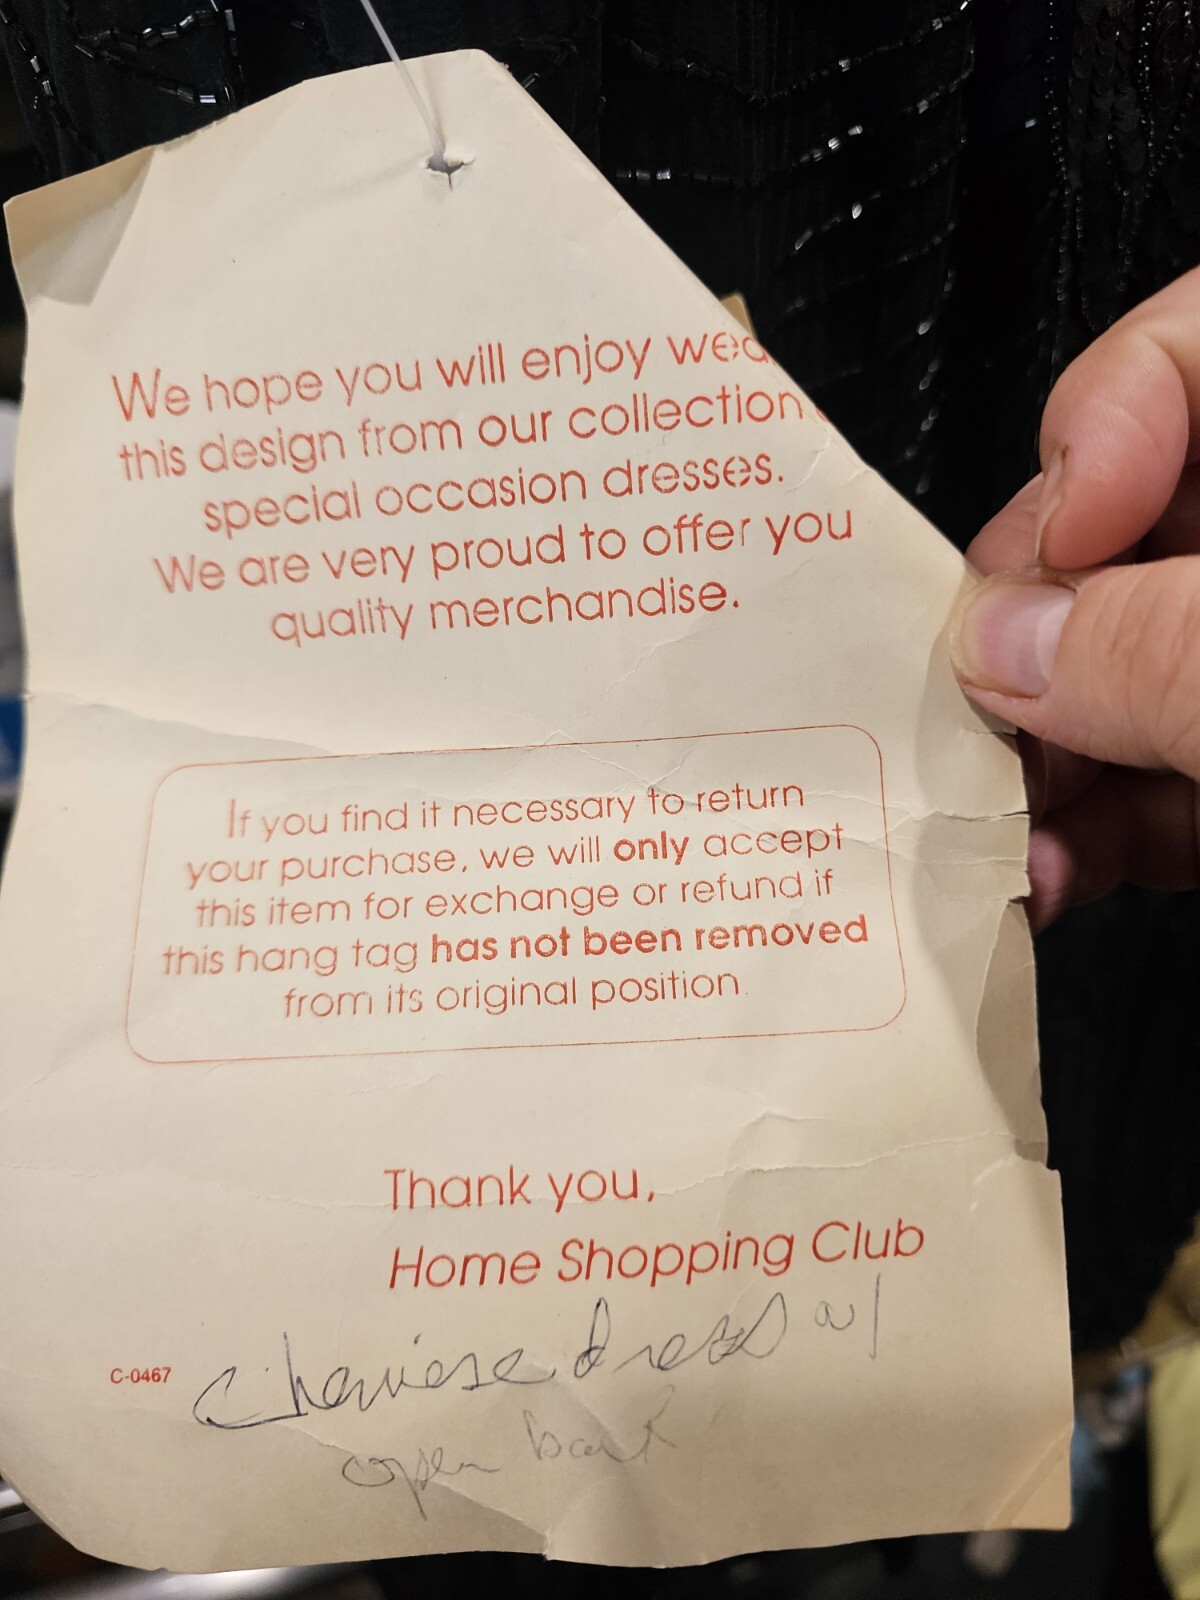 We hope you will enjoy wea
this design from our collection
special occasion dresses.
We are very proud to offer you
quality merchandise.
If you find it necessary to return
your purchase, we will only accept
this item for exchange or refund if
this hang tag has not been removed
from its original position.
Thank you,
Home Shopping Club
C-0467
dress w/
open back